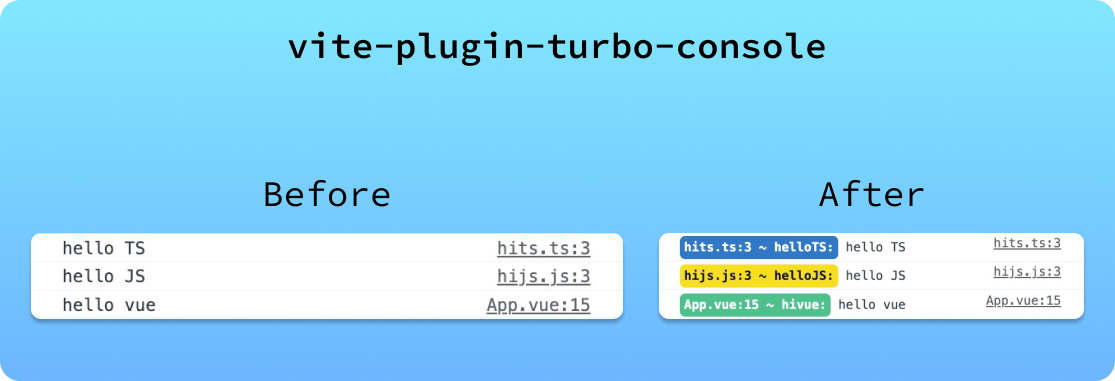 vite-plugin-turbo-console
Before
hello TS hits.ts:3
hello JS hijs.js:3
hello vue App.vue:15
After
hits.ts:3 ~ helloTS: hello TS hits.ts:3
hijs.js:3 ~ helloJS: hello JS hijs.js:3
App.vue:15 ~ hivue: hello vue App.vue:15